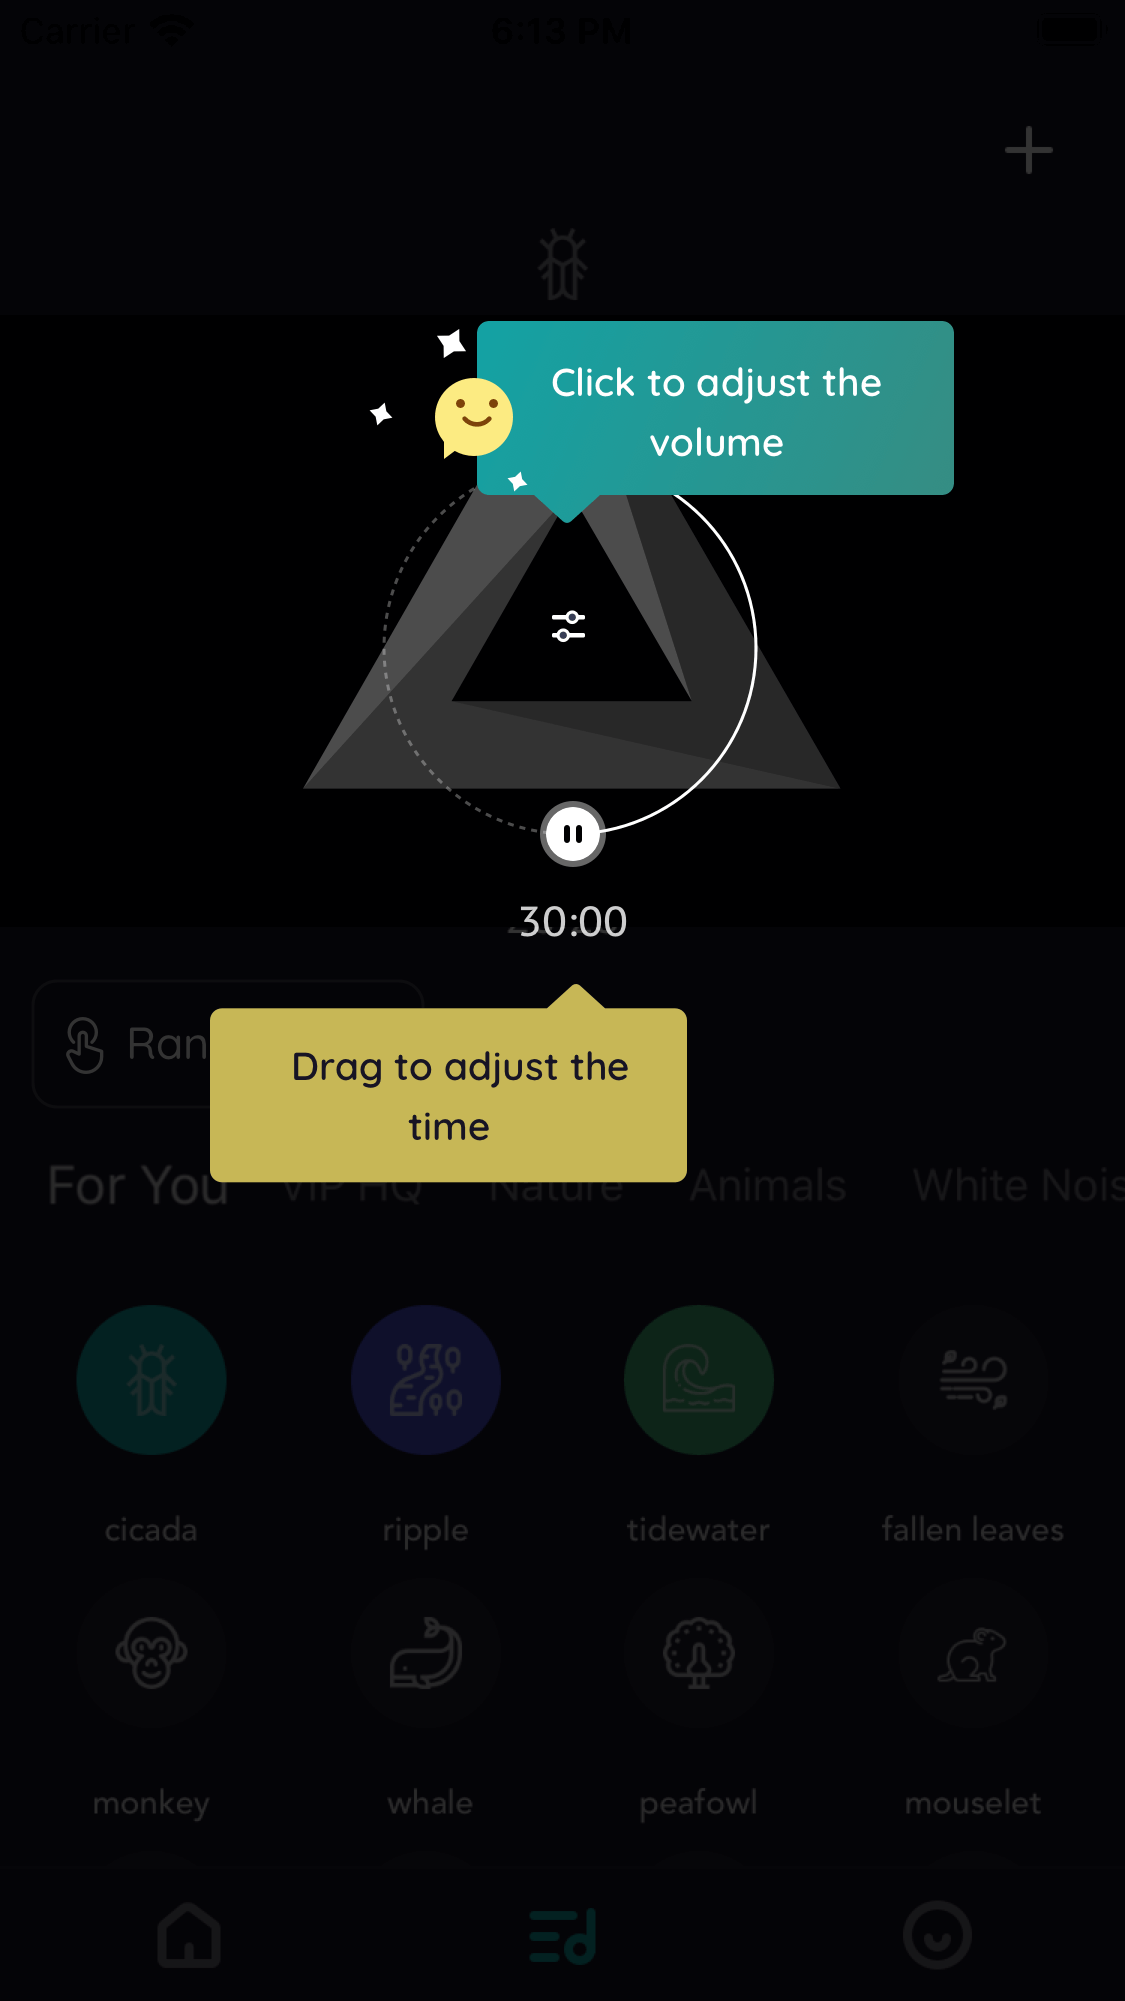 Carrier 6:13 PM
Click to adjust the
volume
30:00
Ran
Drag to adjust the
time
For You VIP HQ Nature Animals White Nois
cicada ripple tidewater fallen leaves
monkey whale peafowl mouselet